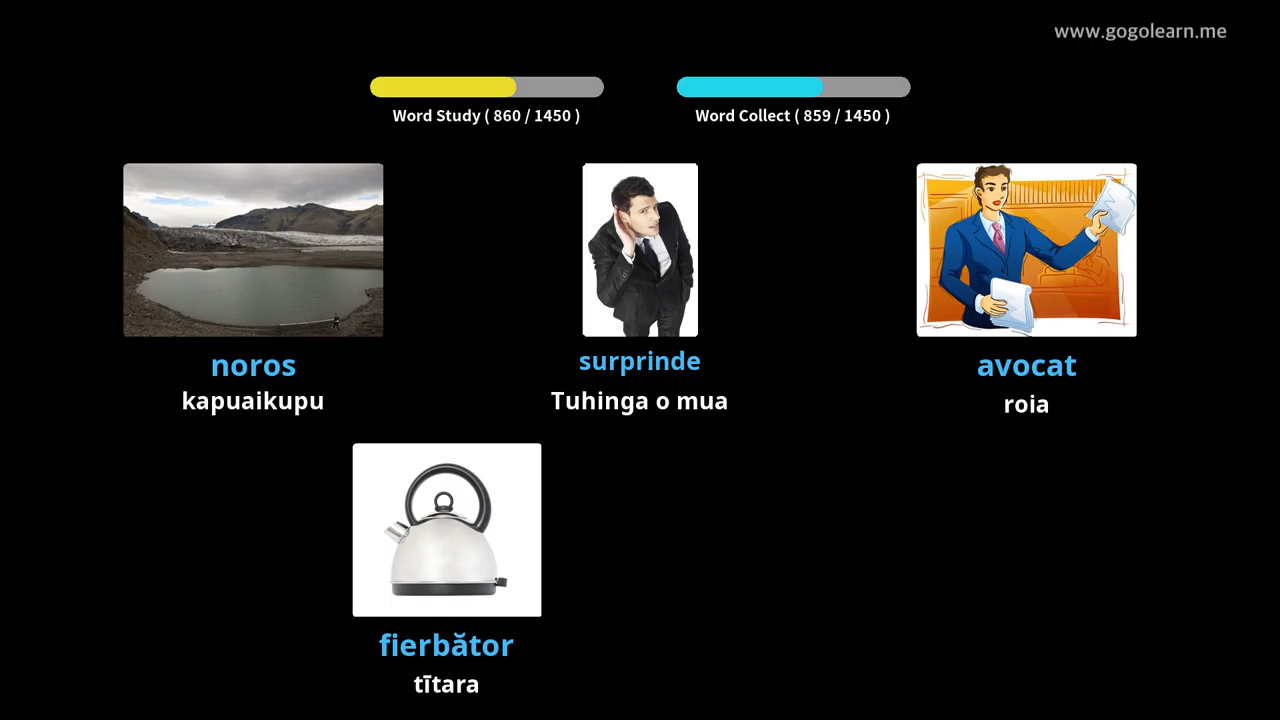 www.gogolearn.me
Word Study ( 860 / 1450 )
Word Collect ( 859 / 1450 )
noros
kapuaikupu
surprinde
Tuhinga o mua
avocat
roia
fierbător
tītara